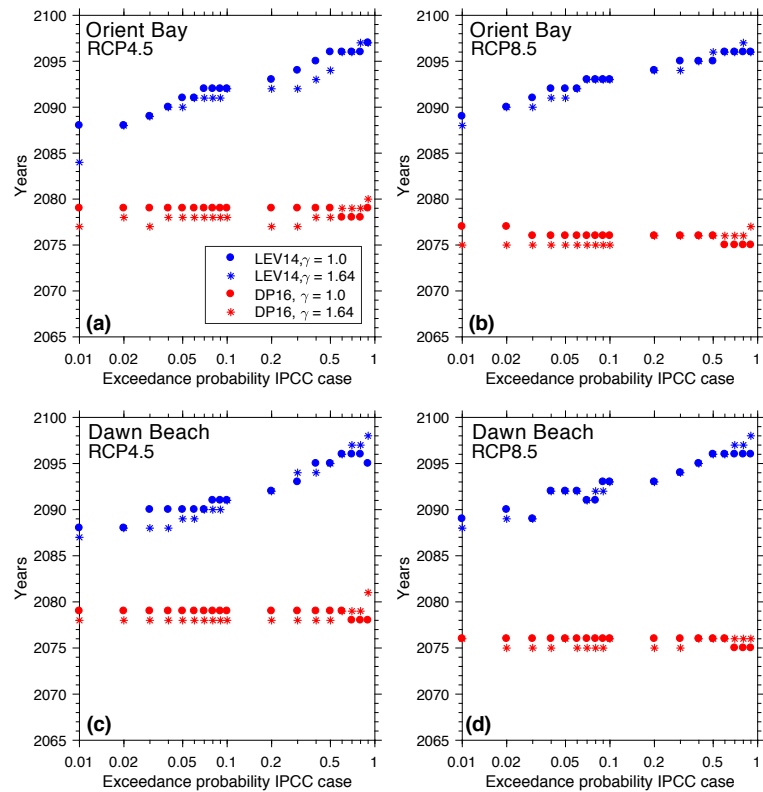 Orient Bay
RCP4.5
2100
2095
2090
2085
2080
2075
2070
2065
Years
LEV14,γ = 1.0
LEV14,γ = 1.64
DP16, γ = 1.0
DP16, γ = 1.64
(a)
0.01 0.02 0.05 0.1 0.2 0.5 1
Exceedance probability IPCC case
Orient Bay
RCP8.5
2100
2095
2090
2085
2080
2075
2070
2065
Years
(b)
0.01 0.02 0.05 0.1 0.2 0.5 1
Exceedance probability IPCC case
Dawn Beach
RCP4.5
2100
2095
2090
2085
2080
2075
2070
2065
Years
(c)
0.01 0.02 0.05 0.1 0.2 0.5 1
Exceedance probability IPCC case
Dawn Beach
RCP8.5
2100
2095
2090
2085
2080
2075
2070
2065
Years
(d)
0.01 0.02 0.05 0.1 0.2 0.5 1
Exceedance probability IPCC case